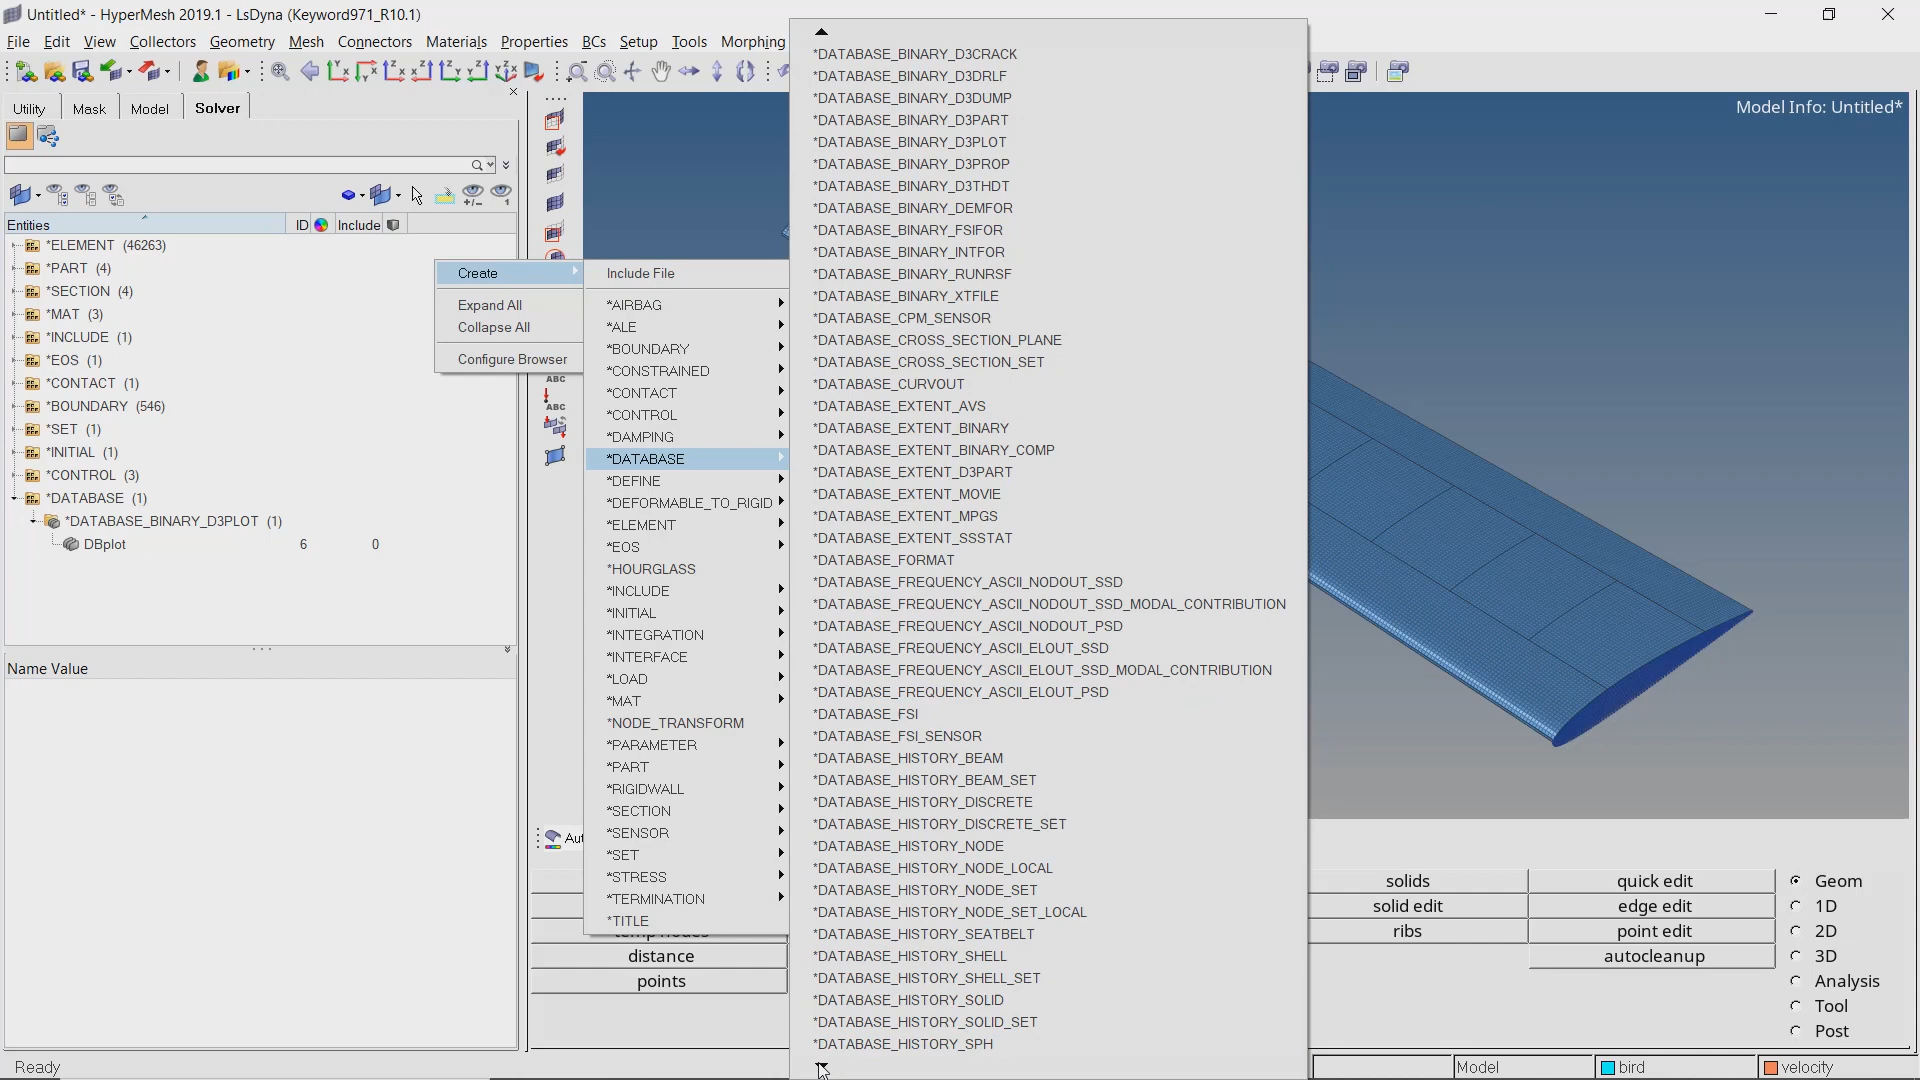 Untitled* - HyperMesh 2019.1 - LsDyna (Keyword971_R10.1)
File Edit View Collectors Geometry Mesh Connectors Materials Properties BCs Setup Tools Morphing
Utility Mask Model Solver
Entities ID Include
*ELEMENT (46263)
*PART (4)
*SECTION (4)
*MAT (3)
*INCLUDE (1)
*EOS (1)
*CONTACT (1)
*BOUNDARY (546)
*SET (1)
*INITIAL (1)
*CONTROL (3)
*DATABASE (1)
*DATABASE_BINARY_D3PLOT (1)
DBplot 6 0
Name Value
Ready
Create
Expand All
Collapse All
Configure Browser
ABC
ABC
Include File
*AIRBAG
*ALE
*BOUNDARY
*CONSTRAINED
*CONTACT
*CONTROL
*DAMPING
*DATABASE
*DEFINE
*DEFORMABLE_TO_RIGID
*ELEMENT
*EOS
*HOURGLASS
*INCLUDE
*INITIAL
*INTEGRATION
*INTERFACE
*LOAD
*MAT
*NODE_TRANSFORM
*PARAMETER
*PART
*RIGIDWALL
*SECTION
*SENSOR
*SET
*STRESS
*TERMINATION
*TITLE
*DATABASE_BINARY_D3CRACK
*DATABASE_BINARY_D3DRLF
*DATABASE_BINARY_D3DUMP
*DATABASE_BINARY_D3PART
*DATABASE_BINARY_D3PLOT
*DATABASE_BINARY_D3PROP
*DATABASE_BINARY_D3THDT
*DATABASE_BINARY_DEMFOR
*DATABASE_BINARY_FSIFOR
*DATABASE_BINARY_INTFOR
*DATABASE_BINARY_RUNRSF
*DATABASE_BINARY_XTFILE
*DATABASE_CPM_SENSOR
*DATABASE_CROSS_SECTION_PLANE
*DATABASE_CROSS_SECTION_SET
*DATABASE_CURVOUT
*DATABASE_EXTENT_AVS
*DATABASE_EXTENT_BINARY
*DATABASE_EXTENT_BINARY_COMP
*DATABASE_EXTENT_D3PART
*DATABASE_EXTENT_MOVIE
*DATABASE_EXTENT_MPGS
*DATABASE_EXTENT_SSSTAT
*DATABASE_FORMAT
*DATABASE_FREQUENCY_ASCII_NODOUT_SSD
*DATABASE_FREQUENCY_ASCII_NODOUT_SSD_MODAL_CONTRIBUTION
*DATABASE_FREQUENCY_ASCII_NODOUT_PSD
*DATABASE_FREQUENCY_ASCII_ELOUT_SSD
*DATABASE_FREQUENCY_ASCII_ELOUT_SSD_MODAL_CONTRIBUTION
*DATABASE_FREQUENCY_ASCII_ELOUT_PSD
*DATABASE_FSI
*DATABASE_FSI_SENSOR
*DATABASE_HISTORY_BEAM
*DATABASE_HISTORY_BEAM_SET
*DATABASE_HISTORY_DISCRETE
*DATABASE_HISTORY_DISCRETE_SET
*DATABASE_HISTORY_NODE
*DATABASE_HISTORY_NODE_LOCAL
*DATABASE_HISTORY_NODE_SET
*DATABASE_HISTORY_NODE_SET_LOCAL
*DATABASE_HISTORY_SEATBELT
*DATABASE_HISTORY_SHELL
*DATABASE_HISTORY_SHELL_SET
*DATABASE_HISTORY_SOLID
*DATABASE_HISTORY_SOLID_SET
*DATABASE_HISTORY_SPH
Model Info: Untitled*
Aut
distance
points
solids quick edit Geom
solid edit edge edit 1D
ribs point edit 2D
autocleanup 3D
Analysis
Tool
Post
Model bird velocity